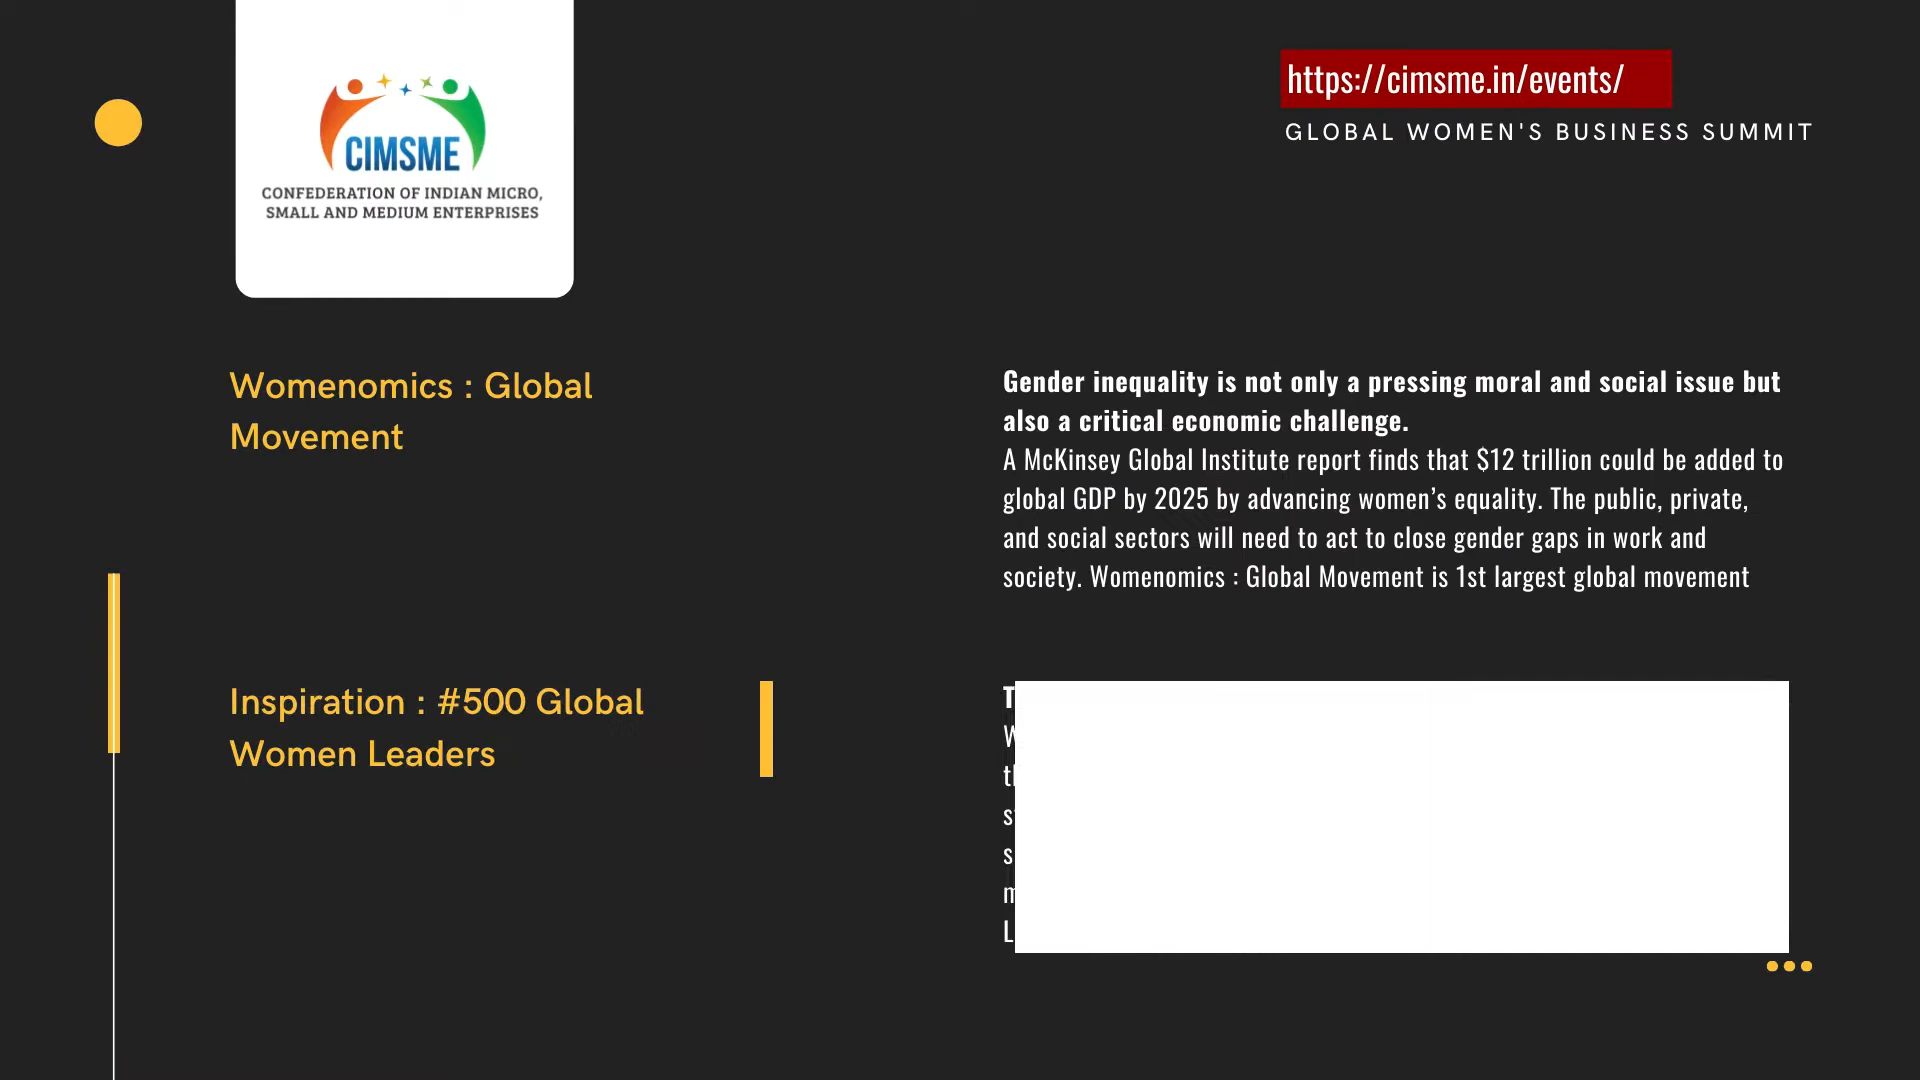 CIMSME
CONFEDERATION OF INDIAN MICRO,
SMALL AND MEDIUM ENTERPRISES
https://cimsme.in/events/
GLOBAL WOMEN'S BUSINESS SUMMIT
Womenomics : Global
Movement
Gender inequality is not only a pressing moral and social issue but
also a critical economic challenge.
A McKinsey Global Institute report finds that $12 trillion could be added to
global GDP by 2025 by advancing women’s equality. The public, private,
and social sectors will need to act to close gender gaps in work and
society. Womenomics : Global Movement is 1st largest global movement
Inspiration : #500 Global
Women Leaders